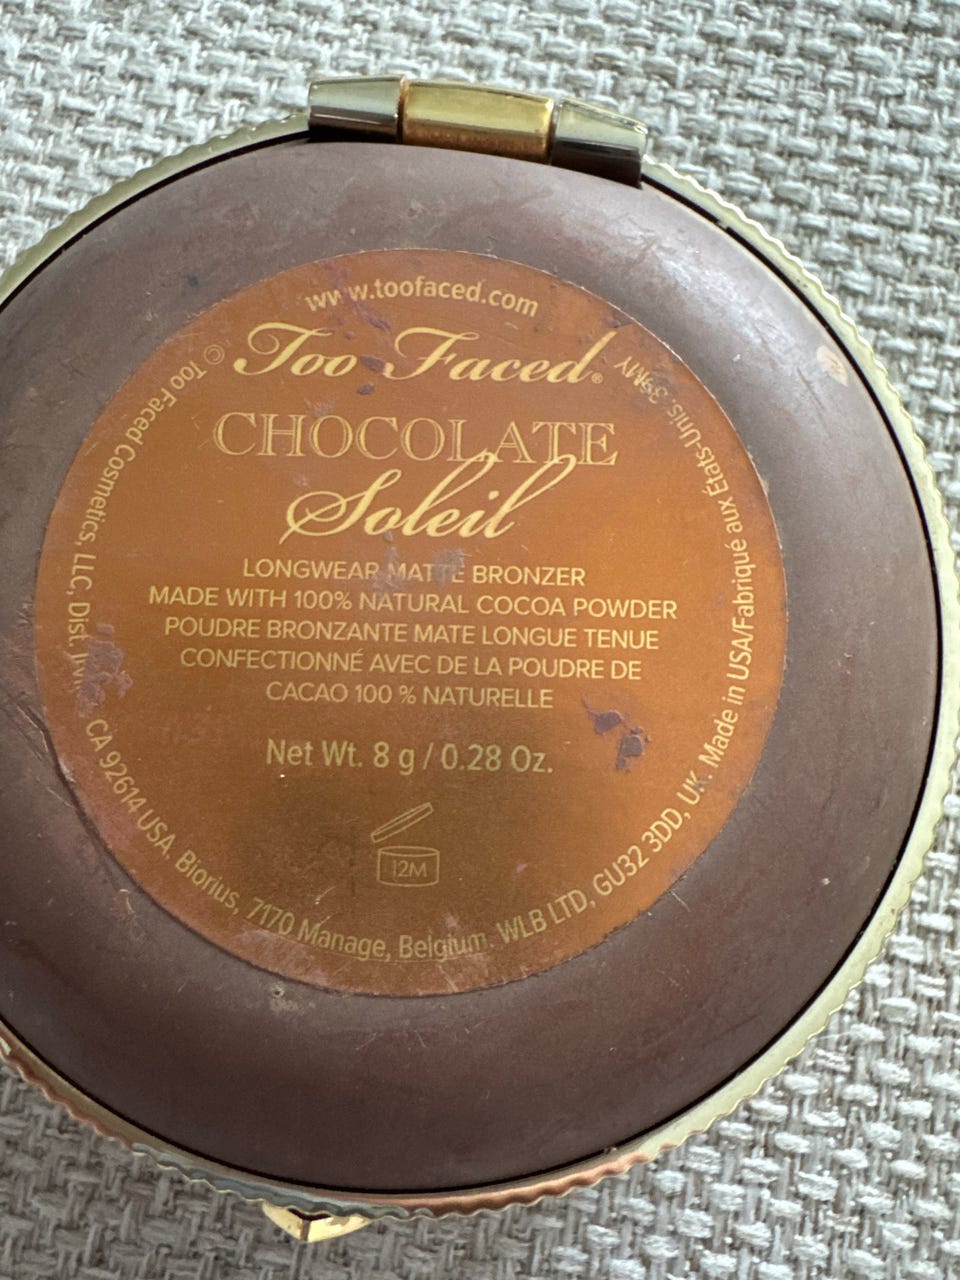 www.toofaced.com
Too Faced®
CHOCOLATE
Soleil
LONGWEAR MATTE BRONZER
MADE WITH 100% NATURAL COCOA POWDER
POUDRE BRONZANTE MATE LONGUE TENUE
CONFECTIONNÉ AVEC DE LA POUDRE DE
CACAO 100 % NATURELLE
Net Wt. 8 g / 0.28 Oz.
12M
© Too Faced Cosmetics, LLC, Dist. CA 92614 USA. Biorius, 7170 Manage, Belgium. WLB LTD, GU32 3DD, UK. Made in USA/Fabriqué aux États-Unis.